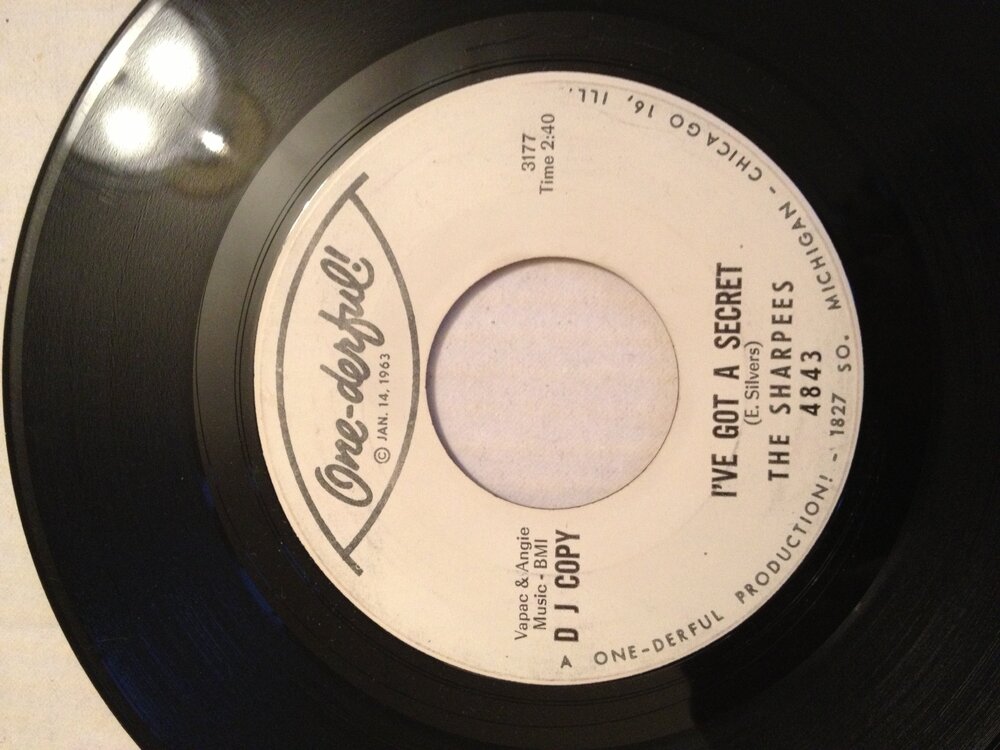 One-derful!
© JAN. 14, 1963
Vapac & Angie
Music - BMI
D J COPY
3177
Time 2:40
I'VE GOT A SECRET
(E. Silvers)
THE SHARPEES
4843
A ONE-DERFUL PRODUCTION! - 1827 SO. MICHIGAN - CHICAGO 16, ILL.